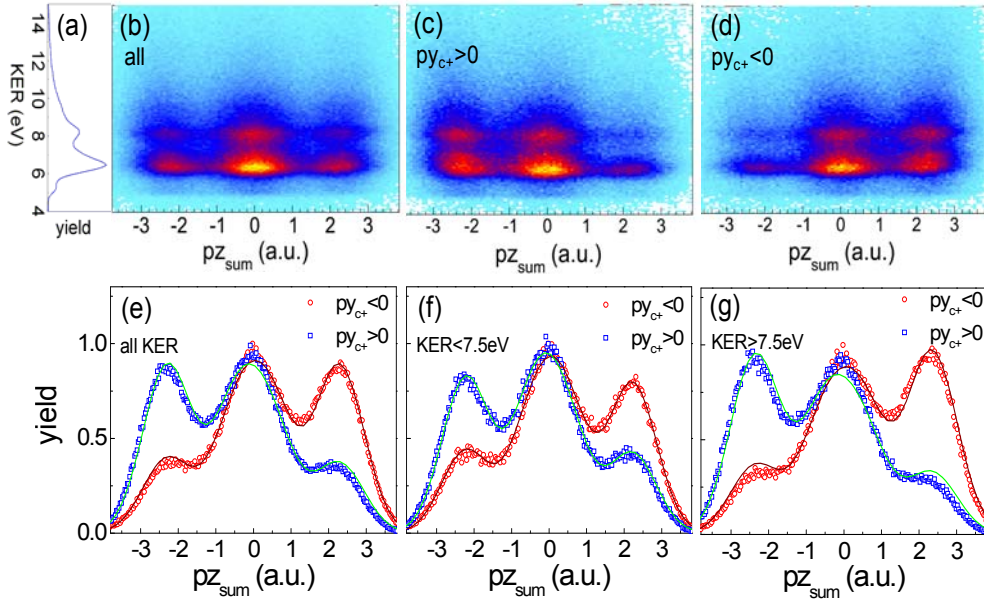 (a)
14
12
10
8
6
4
KER (eV)
yield
(b)
all
-3 -2 -1 0 1 2 3
pz_sum (a.u.)
(c)
py_c+>0
-3 -2 -1 0 1 2 3
pz_sum (a.u.)
(d)
py_c+<0
-3 -2 -1 0 1 2 3
pz_sum (a.u.)
yield
1.0
0.5
0.0
(e)
py_c+<0
py_c+>0
all KER
-3 -2 -1 0 1 2 3
pz_sum (a.u.)
(f)
py_c+<0
py_c+>0
KER<7.5eV
-3 -2 -1 0 1 2 3
pz_sum (a.u.)
(g)
py_c+<0
py_c+>0
KER>7.5eV
-3 -2 -1 0 1 2 3
pz_sum (a.u.)